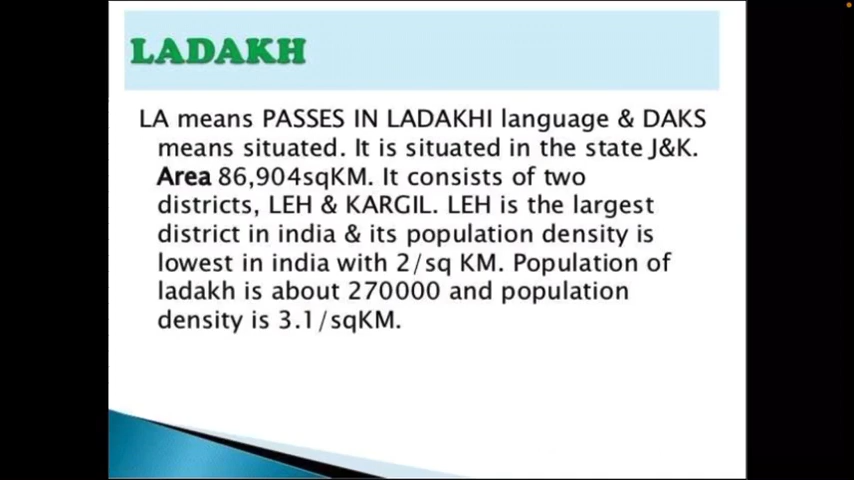 LADAKH
LA means PASSES IN LADAKHI language & DAKS
means situated. It is situated in the state J&K.
Area 86,904sqKM. It consists of two
districts, LEH & KARGIL. LEH is the largest
district in india & its population density is
lowest in india with 2/sq KM. Population of
ladakh is about 270000 and population
density is 3.1/sqKM.